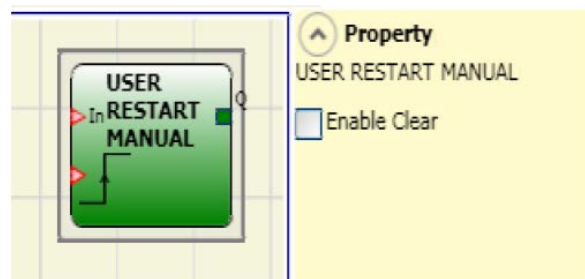 USER
In RESTART Q
MANUAL
Property
USER RESTART MANUAL
Enable Clear